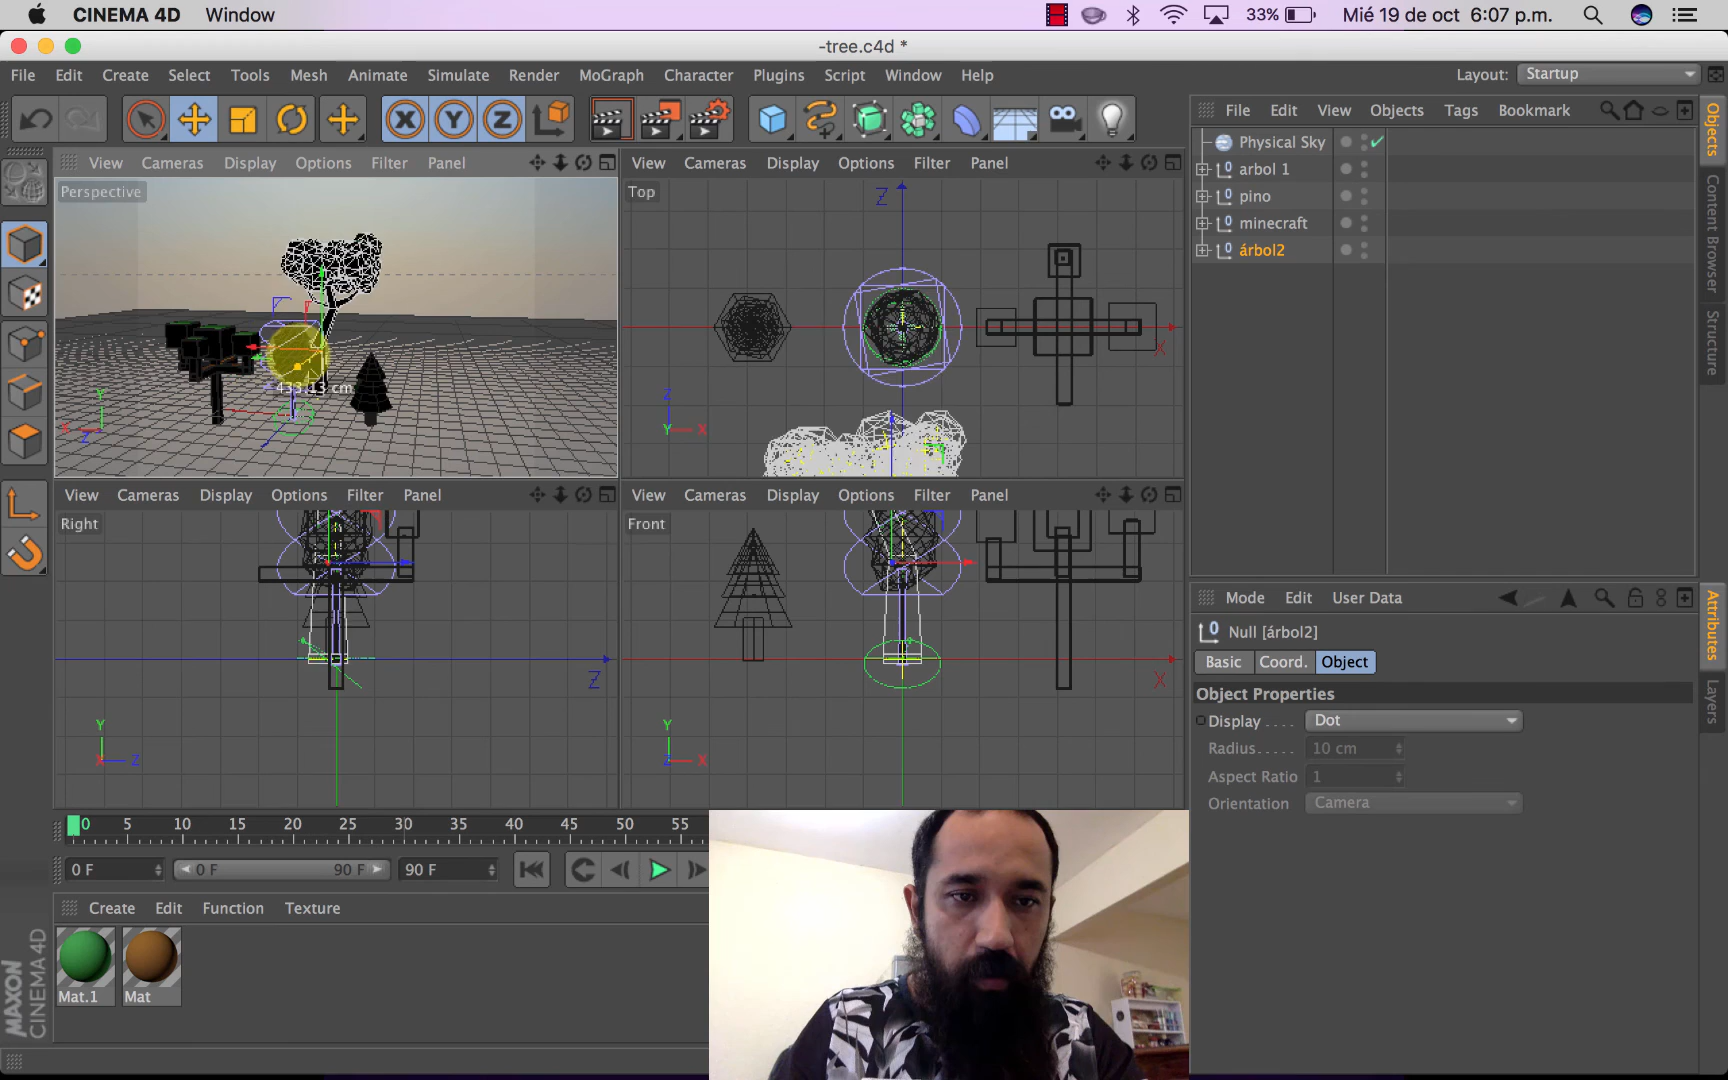 CINEMA 4D Window 33% Mié 19 de oct 6:07 p.m.
-tree.c4d *
File Edit Create Select Tools Mesh Animate Simulate Render MoGraph Character Plugins Script Window Help Layout: Startup
X Y Z
File Edit View Objects Tags Bookmark
View Cameras Display Options Filter Panel
View Cameras Display Filter Options Panel
Perspective
Top
Physical Sky
arbol 1
pino
minecraft
árbol2
Objects
Content Browser
Structure
433.13 cm
Z
X
Y
X
Z
Z
Y X
View Cameras Display Options Filter Panel
View Cameras Display Options Filter Panel
Right
Front
Z
X
Y
X Z
Y
Z X
Mode Edit User Data
Null [árbol2]
Basic Coord. Object
Object Properties
Display . . . . Dot
Radius. . . . . 10 cm
Aspect Ratio 1
Orientation Camera
Attributes
Layers
0 5 10 15 20 25 30 35 40 45 50 55
0 F 0 F 90 F 90 F
Create Edit Function Texture
Mat.1 Mat
MAXON
CINEMA 4D